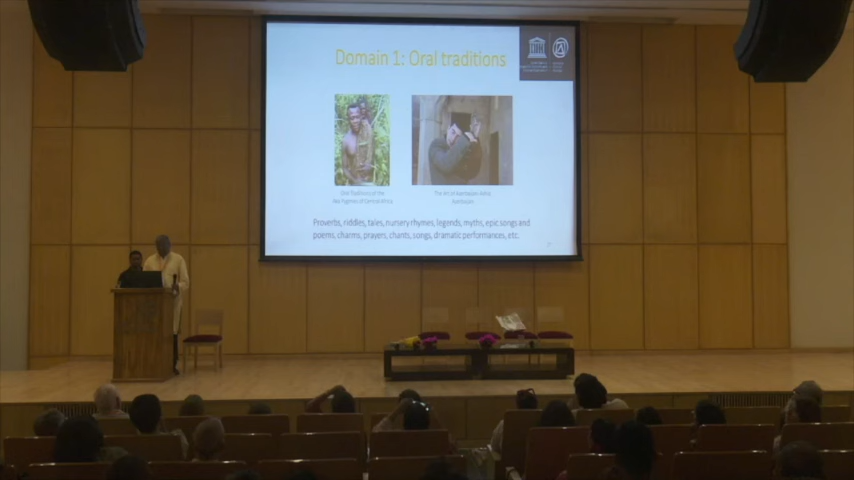 Domain 1: Oral traditions
Oral Traditions of the
Aka Pygmies of Central Africa
The Art of Azerbaijani Ashiq
Azerbaijan
Proverbs, riddles, tales, nursery rhymes, legends, myths, epic songs and
poems, charms, prayers, chants, songs, dramatic performances, etc.